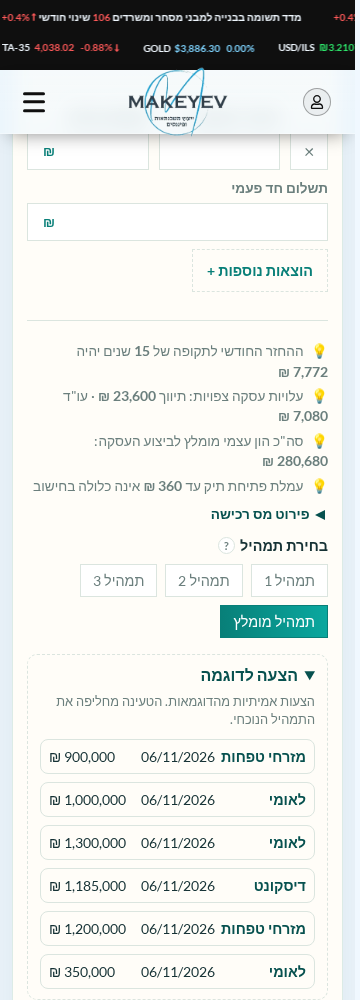 מדד תשומה בבנייה למבני מסחר ומשרדים 106 שינוי חודשי ↑ +0.4%
TA-35 4,038.02 -0.88% ↓ GOLD $3,886.30 0.00% USD/ILS ₪3.210
MAKEYEV
ייעוץ משכנתאות
ופיננסים
× ₪
תשלום חד פעמי
₪
הוצאות נוספות +
💡 ההחזר החודשי לתקופה של 15 שנים יהיה
7,772 ₪
💡 עלויות עסקה צפויות: תיווך 23,600 ₪ · עו"ד
7,080 ₪
💡 סה"כ הון עצמי מומלץ לביצוע העסקה:
280,680 ₪
💡 עמלת פתיחת תיק עד 360 ₪ אינה כלולה בחישוב
◀ פירוט מס רכישה
בחירת תמהיל ?
תמהיל 1 תמהיל 2 תמהיל 3
תמהיל מומלץ
▼ הצעה לדוגמה
הצעות אמיתיות מהדוגמאות. הטעינה מחליפה את
התמהיל הנוכחי.
מזרחי טפחות 06/11/2026 900,000 ₪
לאומי 06/11/2026 1,000,000 ₪
לאומי 06/11/2026 1,300,000 ₪
דיסקונט 06/11/2026 1,185,000 ₪
מזרחי טפחות 06/11/2026 1,200,000 ₪
לאומי 06/11/2026 350,000 ₪